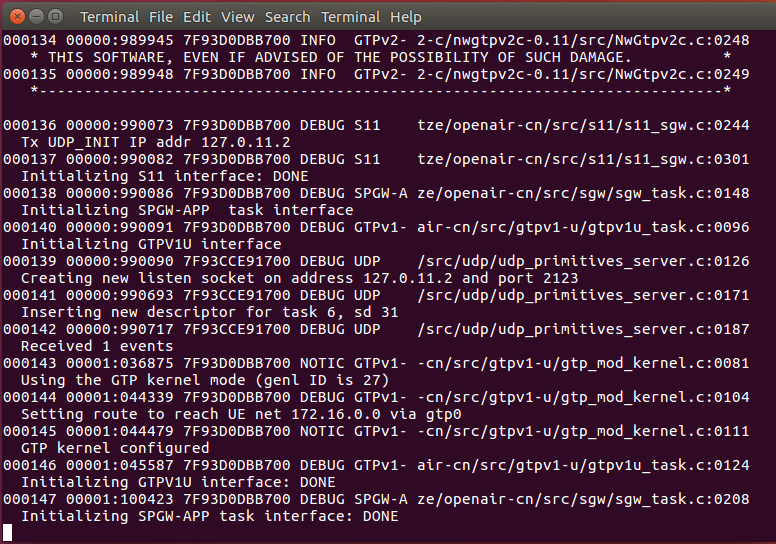 Terminal File Edit View Search Terminal Help
000134 00000:989945 7F93D0DBB700 INFO  GTPv2- 2-c/nwgtpv2c-0.11/src/NwGtpv2c.c:0248
   * THIS SOFTWARE, EVEN IF ADVISED OF THE POSSIBILITY OF SUCH DAMAGE.          *
000135 00000:989948 7F93D0DBB700 INFO  GTPv2- 2-c/nwgtpv2c-0.11/src/NwGtpv2c.c:0249
   *----------------------------------------------------------------------------*
000136 00000:990073 7F93D0DBB700 DEBUG S11    tze/openair-cn/src/s11/s11_sgw.c:0244
  Tx UDP_INIT IP addr 127.0.11.2
000137 00000:990082 7F93D0DBB700 DEBUG S11    tze/openair-cn/src/s11/s11_sgw.c:0301
  Initializing S11 interface: DONE
000138 00000:990086 7F93D0DBB700 DEBUG SPGW-A ze/openair-cn/src/sgw/sgw_task.c:0148
  Initializing SPGW-APP  task interface
000140 00000:990091 7F93D0DBB700 DEBUG GTPv1- air-cn/src/gtpv1-u/gtpv1u_task.c:0096
  Initializing GTPV1U interface
000139 00000:990090 7F93CCE91700 DEBUG UDP    /src/udp/udp_primitives_server.c:0126
  Creating new listen socket on address 127.0.11.2 and port 2123
000141 00000:990693 7F93CCE91700 DEBUG UDP    /src/udp/udp_primitives_server.c:0171
  Inserting new descriptor for task 6, sd 31
000142 00000:990717 7F93CCE91700 DEBUG UDP    /src/udp/udp_primitives_server.c:0187
  Received 1 events
000143 00001:036875 7F93D0DBB700 NOTIC GTPv1- -cn/src/gtpv1-u/gtp_mod_kernel.c:0081
  Using the GTP kernel mode (genl ID is 27)
000144 00001:044339 7F93D0DBB700 DEBUG GTPv1- -cn/src/gtpv1-u/gtp_mod_kernel.c:0104
  Setting route to reach UE net 172.16.0.0 via gtp0
000145 00001:044479 7F93D0DBB700 NOTIC GTPv1- -cn/src/gtpv1-u/gtp_mod_kernel.c:0111
  GTP kernel configured
000146 00001:045587 7F93D0DBB700 DEBUG GTPv1- air-cn/src/gtpv1-u/gtpv1u_task.c:0124
  Initializing GTPV1U interface: DONE
000147 00001:100423 7F93D0DBB700 DEBUG SPGW-A ze/openair-cn/src/sgw/sgw_task.c:0208
  Initializing SPGW-APP task interface: DONE